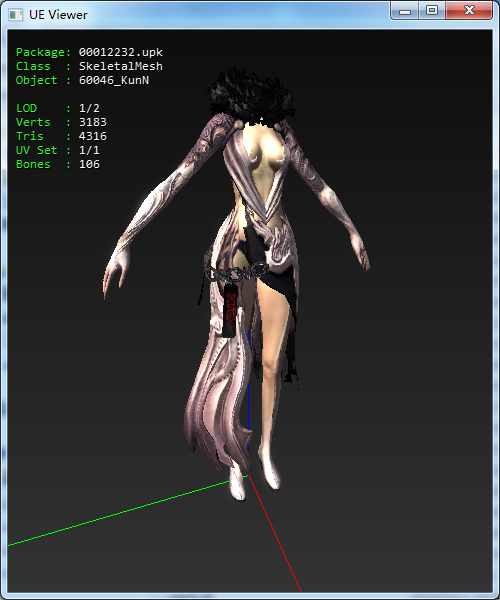 UE Viewer
Package: 00012232.upk
Class : SkeletalMesh
Object : 60046_KunN
LOD : 1/2
Verts : 3183
Tris : 4316
UV Set : 1/1
Bones : 106